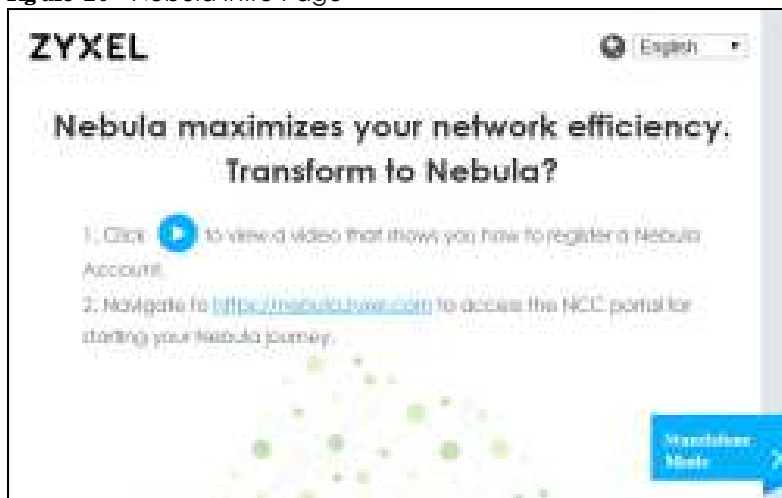 Nebula Intro Page
ZYXEL
English
Nebula maximizes your network efficiency.
Transform to Nebula?
1. Click to view a video that shows you how to register a Nebula
Account.
2. Navigate to https://nebula.zyxel.com to access the NCC portal for
starting your Nebula journey.
Standalone
Mode